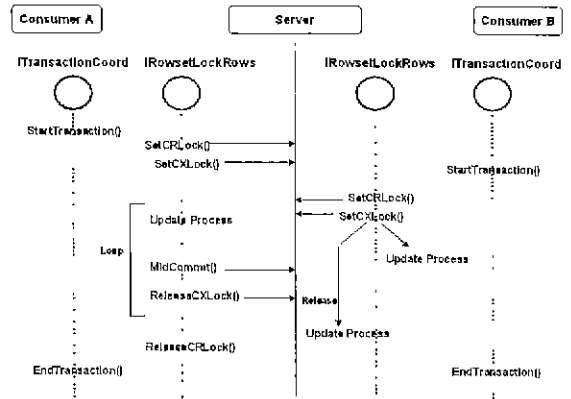 Consumer A
Server
Consumer B
ITransactionCoord
IRowsetLockRows
IRowsetLockRows
ITransactionCoord
StartTransaction()
SetCRLock()
SetCXLock()
StartTransaction()
SetCRLock()
SetCXLock()
Update Process
Loop
Update Process
MidCommit()
ReleaseCXLock()
Release
Update Process
ReleaseCRLock()
EndTransaction()
EndTransaction()